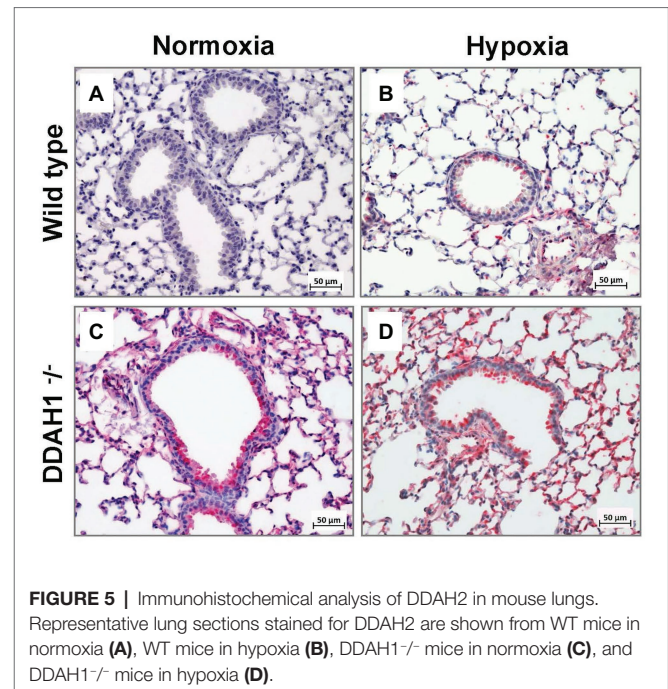 Normoxia
Hypoxia
Wild type
A
50 µm
B
50 µm
DDAH1 -/-
C
50 µm
D
50 µm
FIGURE 5 | Immunohistochemical analysis of DDAH2 in mouse lungs.
Representative lung sections stained for DDAH2 are shown from WT mice in
normoxia (A), WT mice in hypoxia (B), DDAH1⁻/⁻ mice in normoxia (C), and
DDAH1⁻/⁻ mice in hypoxia (D).